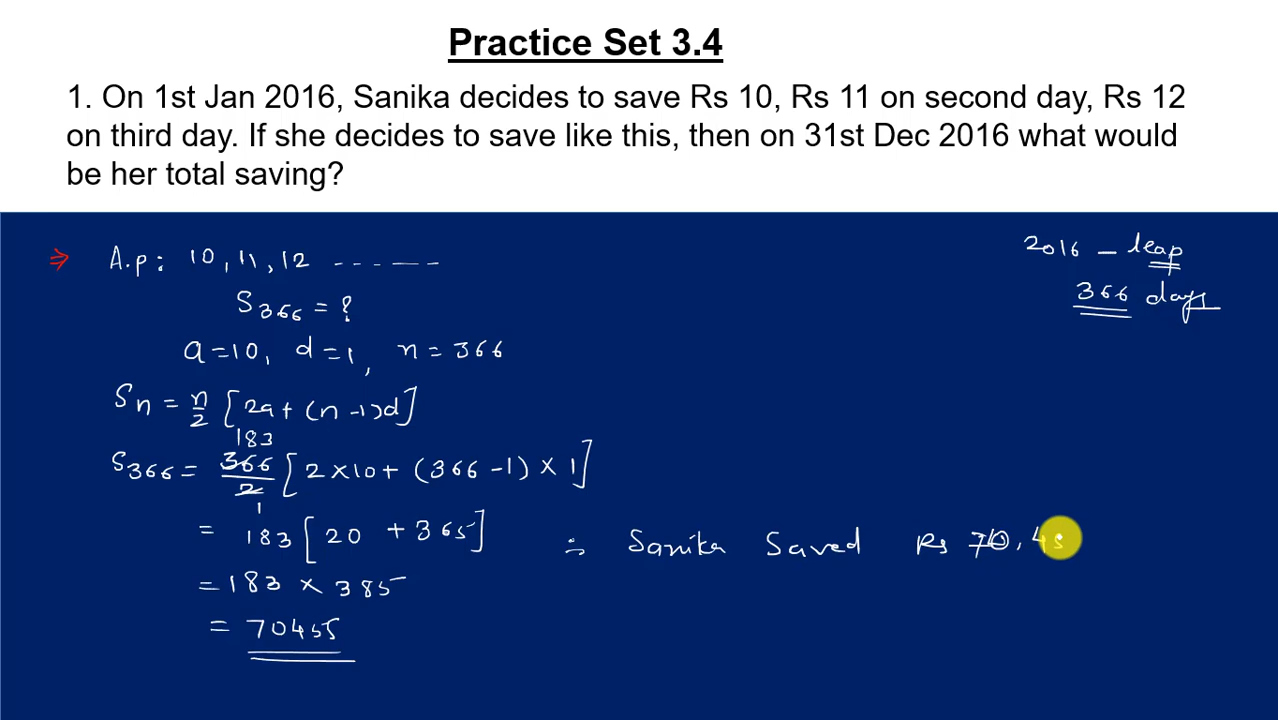 Practice Set 3.4
1. On 1st Jan 2016, Sanika decides to save Rs 10, Rs 11 on second day, Rs 12
on third day. If she decides to save like this, then on 31st Dec 2016 what would
be her total saving?
⇒ A.p: 10, 11, 12 ------
2016 - leap
366 days
S366 = ?
a=10, d=1, n=366
Sn = n/2 [2a+(n-1)d]
183
S366 = 366/2 [2×10+(366-1)×1]
1
= 183[20 +365]
∴ Sanika Saved Rs 70,45
= 183 × 385
= 70455